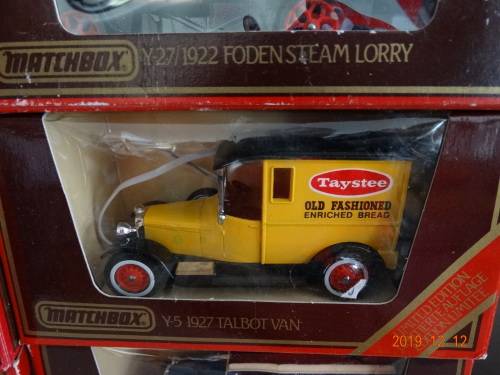 MATCHBOX
Y-27/1922 FODEN STEAM LORRY
Taystee
OLD FASHIONED
ENRICHED BREAD
MATCHBOX
Y-5 1927 TALBOT VAN
LIMITED EDITION
2019 12 12